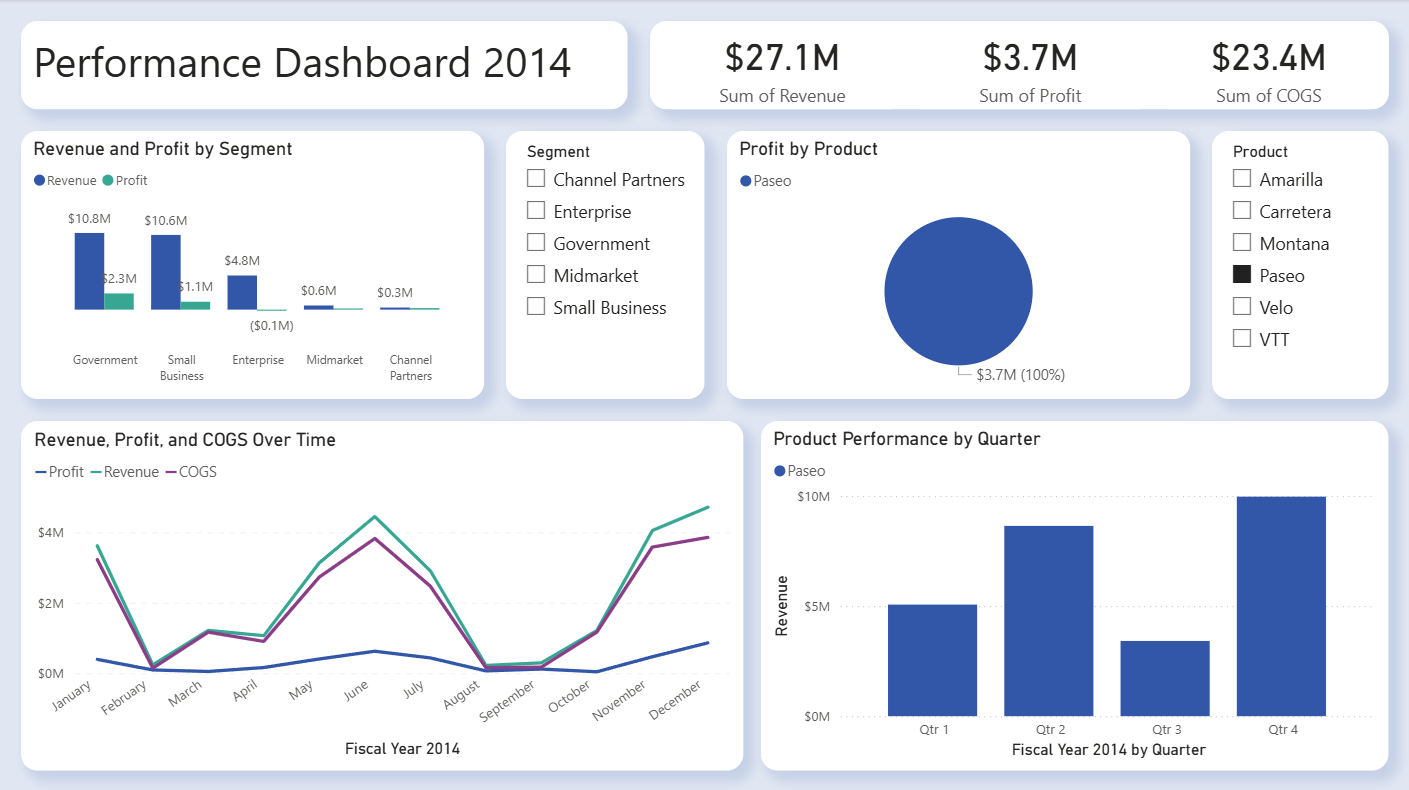 Performance Dashboard 2014
$27.1M
Sum of Revenue
$3.7M
Sum of Profit
$23.4M
Sum of COGS
Revenue and Profit by Segment
Revenue Profit
$10.8M
$2.3M
$10.6M
$1.1M
$4.8M
($0.1M)
$0.6M
$0.3M
Government
Small
Business
Enterprise
Midmarket
Channel
Partners
Segment
Channel Partners
Enterprise
Government
Midmarket
Small Business
Profit by Product
Paseo
$3.7M (100%)
Product
Amarilla
Carretera
Montana
Paseo
Velo
VTT
Revenue, Profit, and COGS Over Time
Profit Revenue COGS
$4M
$2M
$0M
January
February
March
April
May
June
July
August
September
October
November
December
Fiscal Year 2014
Product Performance by Quarter
Paseo
Revenue
$10M
$5M
$0M
Qtr 1
Qtr 2
Qtr 3
Qtr 4
Fiscal Year 2014 by Quarter